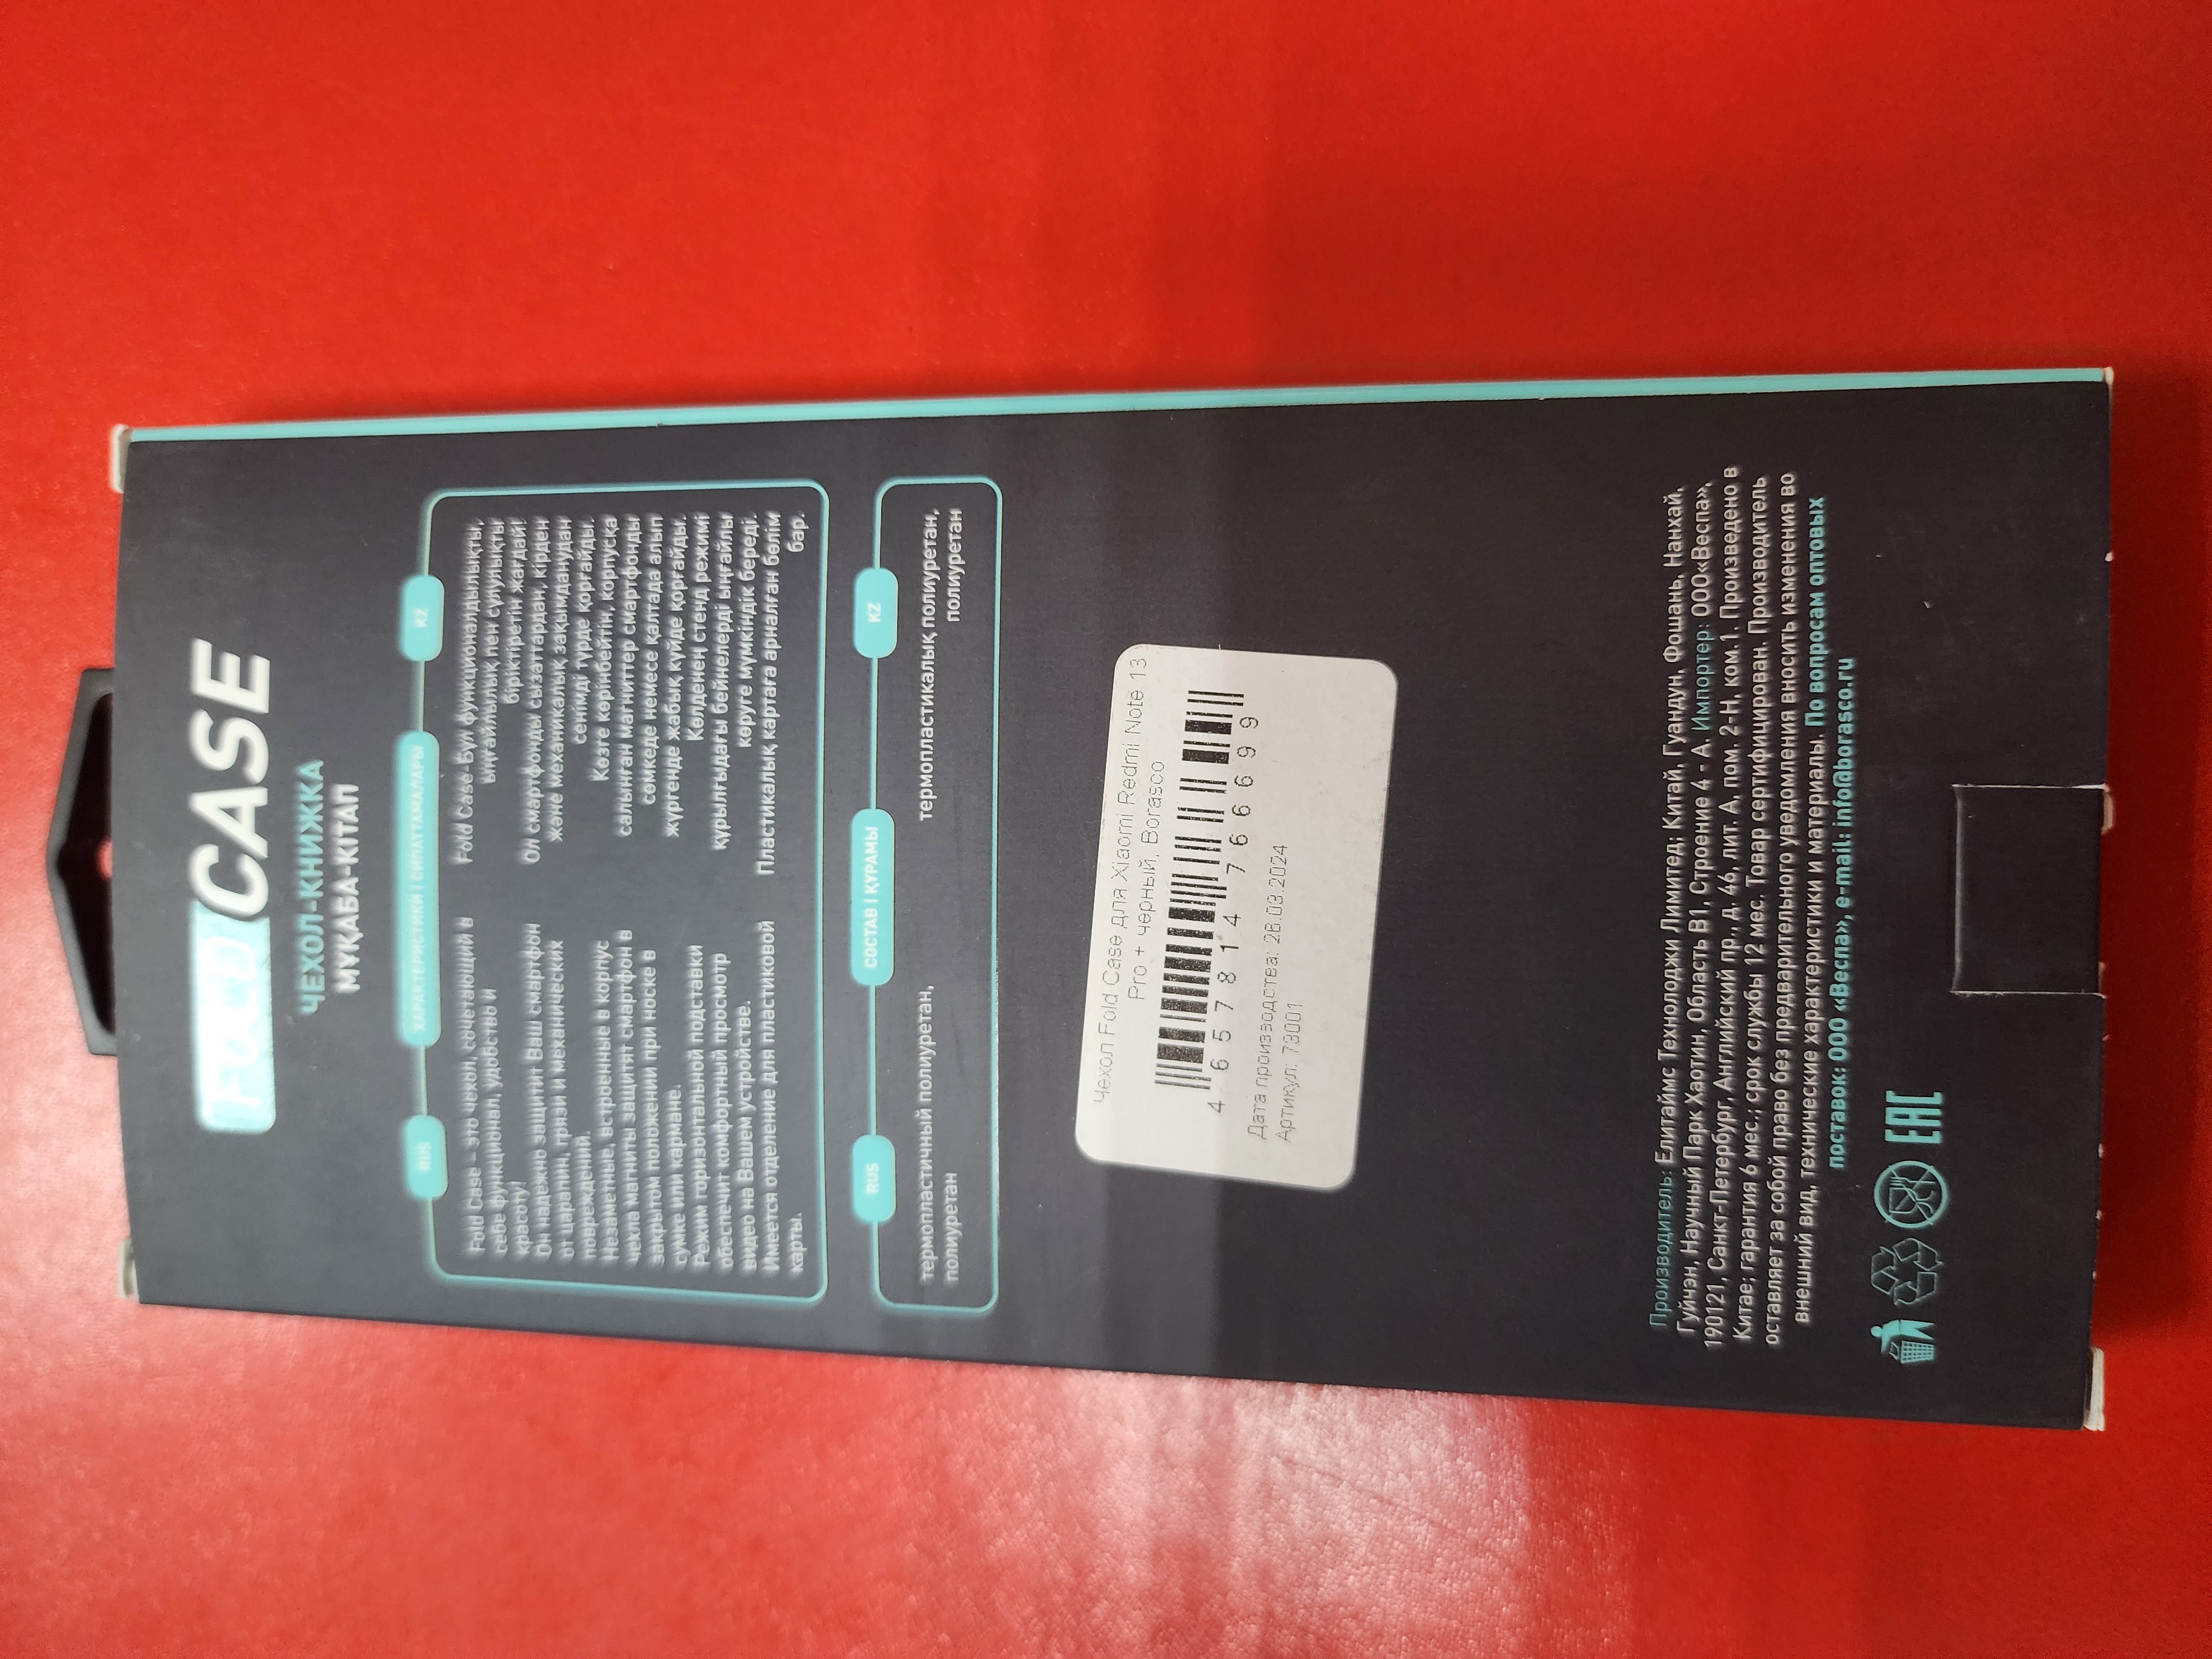 FOLD CASE
ЧЕХОЛ-КНИЖКА
МҰҚАБА-КІТАП
RUS
ХАРАКТЕРИСТИКИ | СИПАТТАМАЛАРЫ
KZ
Fold Case - это чехол, сочетающий в
себе функционал, удобство и
красоту!
Он надежно защитит Ваш смартфон
от царапин, грязи и механических
повреждений.
Незаметные, встроенные в корпус
чехла магниты защитят смартфон в
закрытом положении при носке в
сумке или кармане.
Режим горизонтальной подставки
обеспечит комфортный просмотр
видео на Вашем устройстве.
Имеется отделение для пластиковой
карты.
Fold Case-Бұл функционалдылықты,
ыңғайлылық пен сұлулықты
біріктіретін жағдай!
Ол смартфонды сызаттардан, кірден
және механикалық зақымданудан
сенімді түрде қорғайды.
Көзге көрінбейтін, корпусқа
салынған магниттер смартфонды
сөмкеде немесе қалтада алып
жүргенде жабық күйде қорғайды.
Көлденең стенд режимі
құрылғыдағы бейнелерді ыңғайлы
көруге мүмкіндік береді.
Пластикалық картаға арналған бөлім
бар.
RUS
СОСТАВ | ҚҰРАМЫ
KZ
термопластичный полиуретан,
полиуретан
термопластикалық полиуретан,
полиуретан
Чехол Fold Case для Xiaomi Redmi Note 13
Pro + черный, Borasco
4 657814 766699
Дата производства: 26.03.2024
Артикул: 73001
Производитель: Елитаймс Технолоджи Лимитед; Китай, Гуандун, Фошань, Нанхай,
Гуйчэн, Научный Парк Хаотин, Область В1, Строение 4 - А. Импортер: ООО«Веспа»,
190121, Санкт-Петербург, Английский пр., д. 46, лит. А, пом. 2-Н, ком. 1. Произведено в
Китае; гарантия 6 мес.; срок службы 12 мес. Товар сертифицирован. Производитель
оставляет за собой право без предварительного уведомления вносить изменения во
внешний вид, технические характеристики и материалы. По вопросам оптовых
поставок: ООО «Веспа», e-mail: info@borasco.ru
EAC